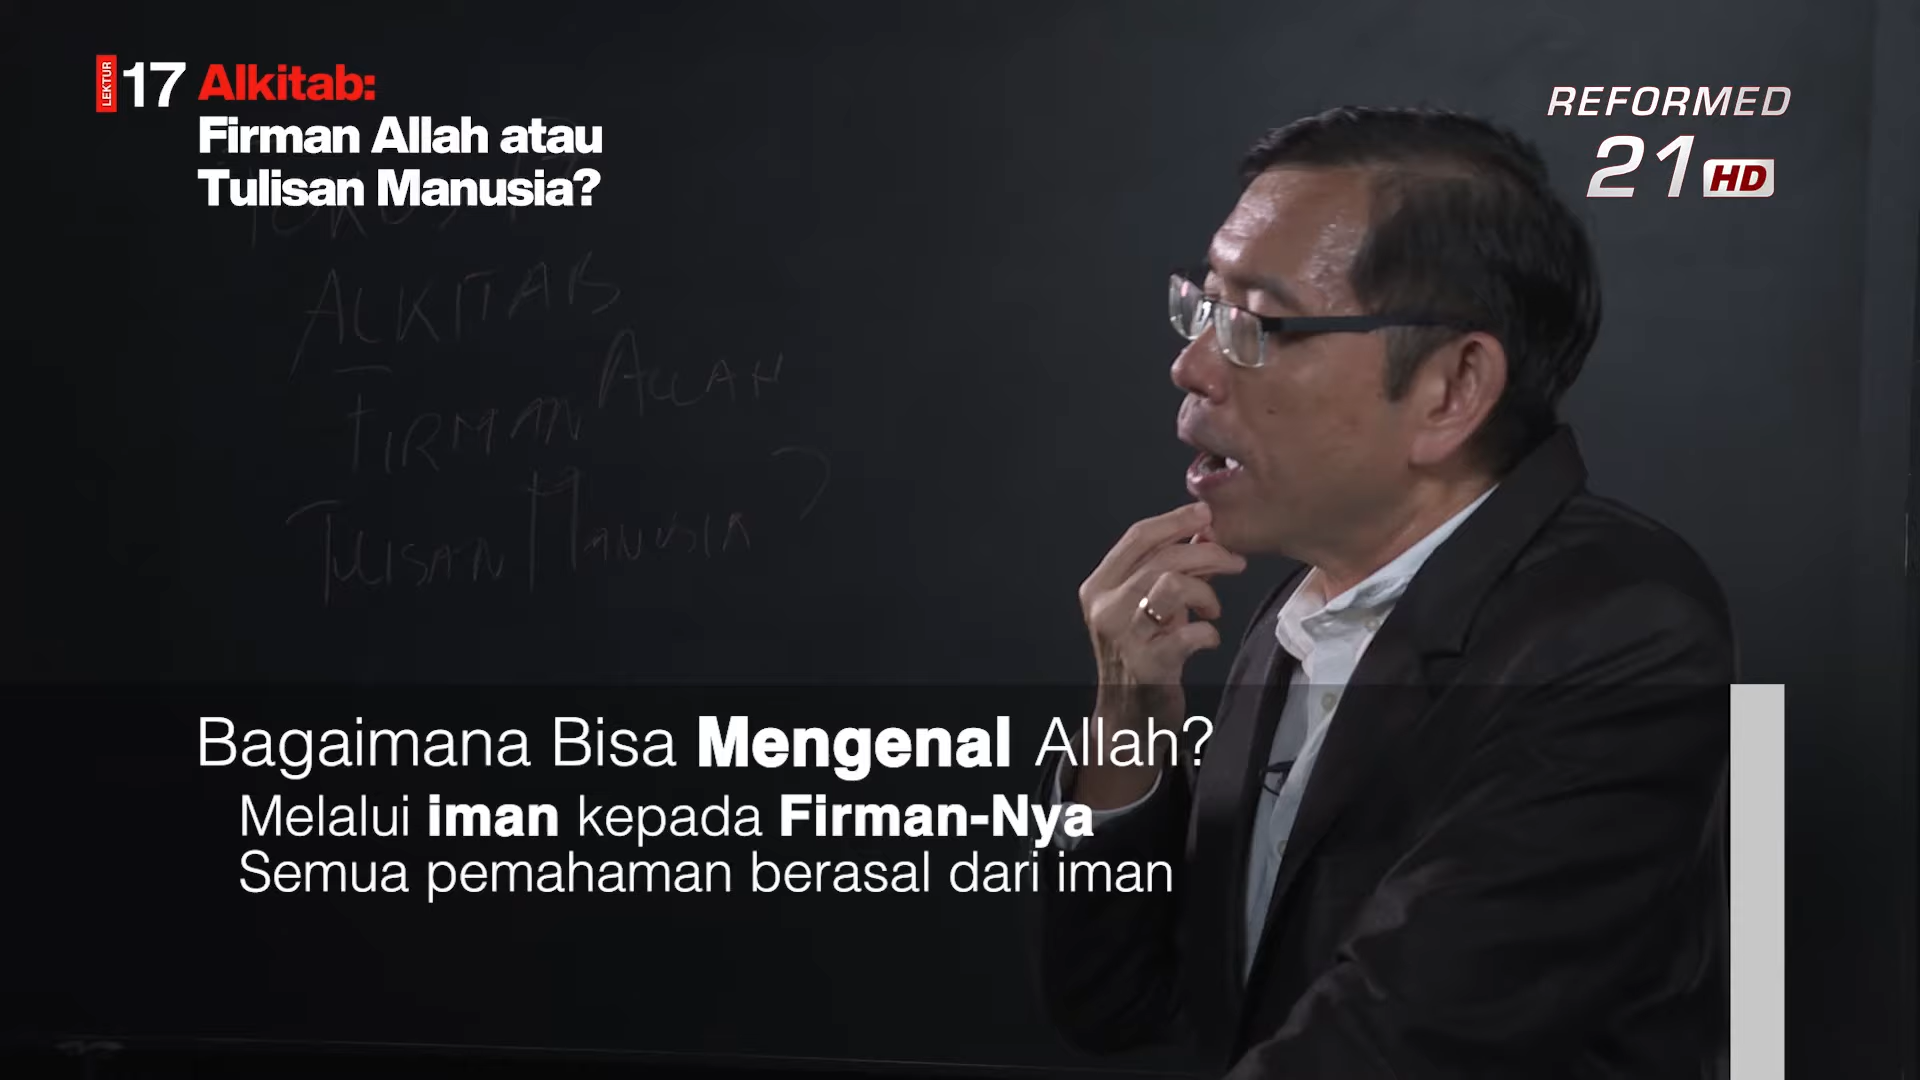 LEKTUR
17 Alkitab:
Firman Allah atau
Tulisan Manusia?
REFORMED
21 HD
ALKITAB
FIRMAN ALLAH
TULISAN MANUSIA?
Bagaimana Bisa Mengenal Allah?
Melalui iman kepada Firman-Nya
Semua pemahaman berasal dari iman